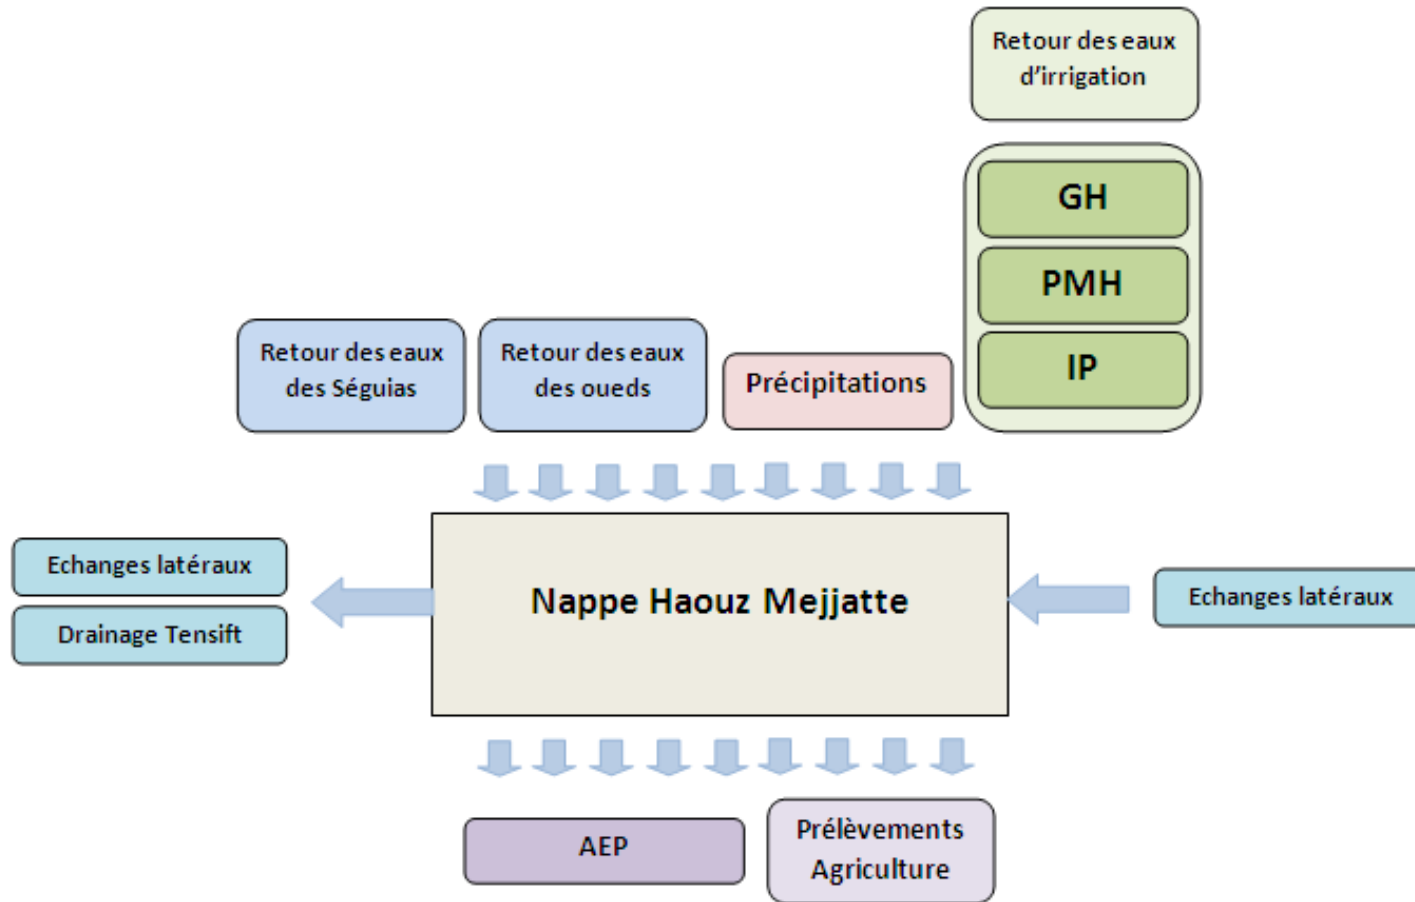 Retour des eaux
d'irrigation
GH
PMH
IP
Retour des eaux
des Séguias
Retour des eaux
des oueds
Précipitations
Nappe Haouz Mejjatte
Echanges latéraux
Drainage Tensift
Echanges latéraux
AEP
Prélèvements
Agriculture